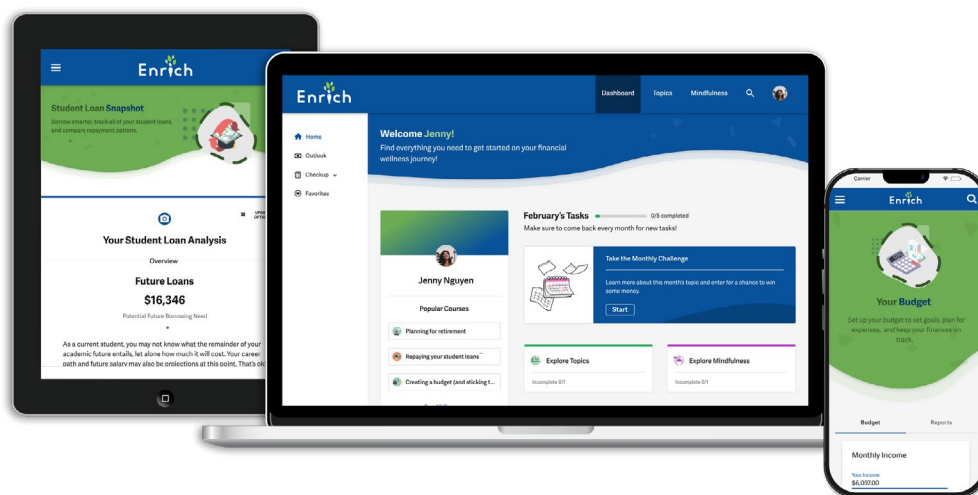 Enrich
Student Loan Snapshot
Borrow smarter, track all of your student loans,
and compare repayment options.
Your Student Loan Analysis
Overview
Future Loans
$16,346
Potential Future Borrowing Need
As a current student, you may not know what the remainder of your
academic future entails, let alone how much it will cost. Your career
path and future salary may also be projections at this point. That's ok
Enrich
Dashboard
Topics
Mindfulness
Home
Outlook
Checkup
Favorites
Welcome Jenny!
Find everything you need to get started on your financial
wellness journey!
Jenny Nguyen
Popular Courses
Planning for retirement
Repaying your student loans
Creating a budget (and sticking t...
February's Tasks
0/5 completed
Make sure to come back every month for new tasks!
Take the Monthly Challenge
Learn more about this month's topic and enter for a chance to win
some money.
Start
Explore Topics
Incomplete 0/1
Explore Mindfulness
Incomplete 0/1
Carrier
Enrich
Your Budget
Set up your budget to set goals, plan for
expenses, and keep your finances on
track.
Budget
Reports
Monthly Income
Your Income
$6,097.00